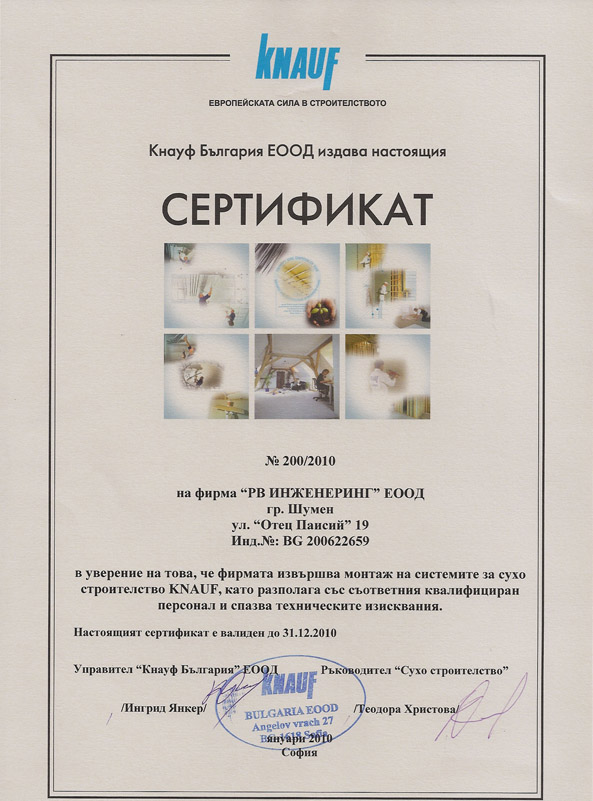 KNAUF
ЕВРОПЕЙСКАТА СИЛА В СТРОИТЕЛСТВОТО
Кнауф България ЕООД издава настоящия
СЕРТИФИКАТ
№ 200/2010
на фирма “РВ ИНЖЕНЕРИНГ” ЕООД
гр. Шумен
ул. “Отец Паисий” 19
Инд.№: BG 200622659
в уверение на това, че фирмата извършва монтаж на системите за сухо
строителство KNAUF, като разполага със съответния квалифициран
персонал и спазва техническите изисквания.
Настоящият сертификат е валиден до 31.12.2010
Управител “Кнауф България” ЕООД Ръководител “Сухо строителство”
KNAUF
/Ингрид Янкер/ /Теодора Христова/
BULGARIA EOOD
Angelov vrach 27
BG-1618 Sofia
януари 2010
София